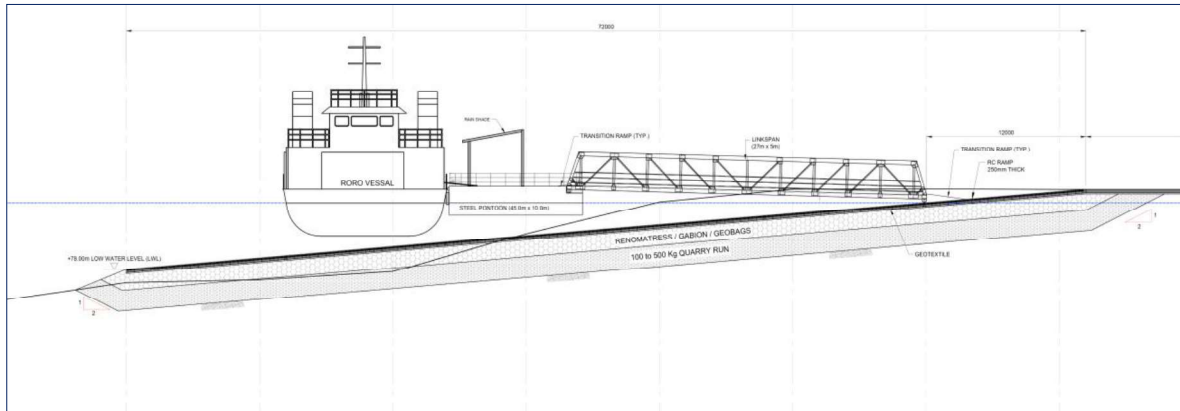 72000
RAIN SHADE
TRANSITION RAMP (TYP.)
LINKSPAN
(27m x 5m)
12000
TRANSITION RAMP (TYP.)
RC RAMP
250mm THICK
RORO VESSAL
STEEL PONTOON (45.0m x 10.0m)
RENOMATRESS / GABION / GEOBAGS
100 to 500 Kg QUARRY RUN
GEOTEXTILE
+78.00m LOW WATER LEVEL (LWL)
1
2
1
2